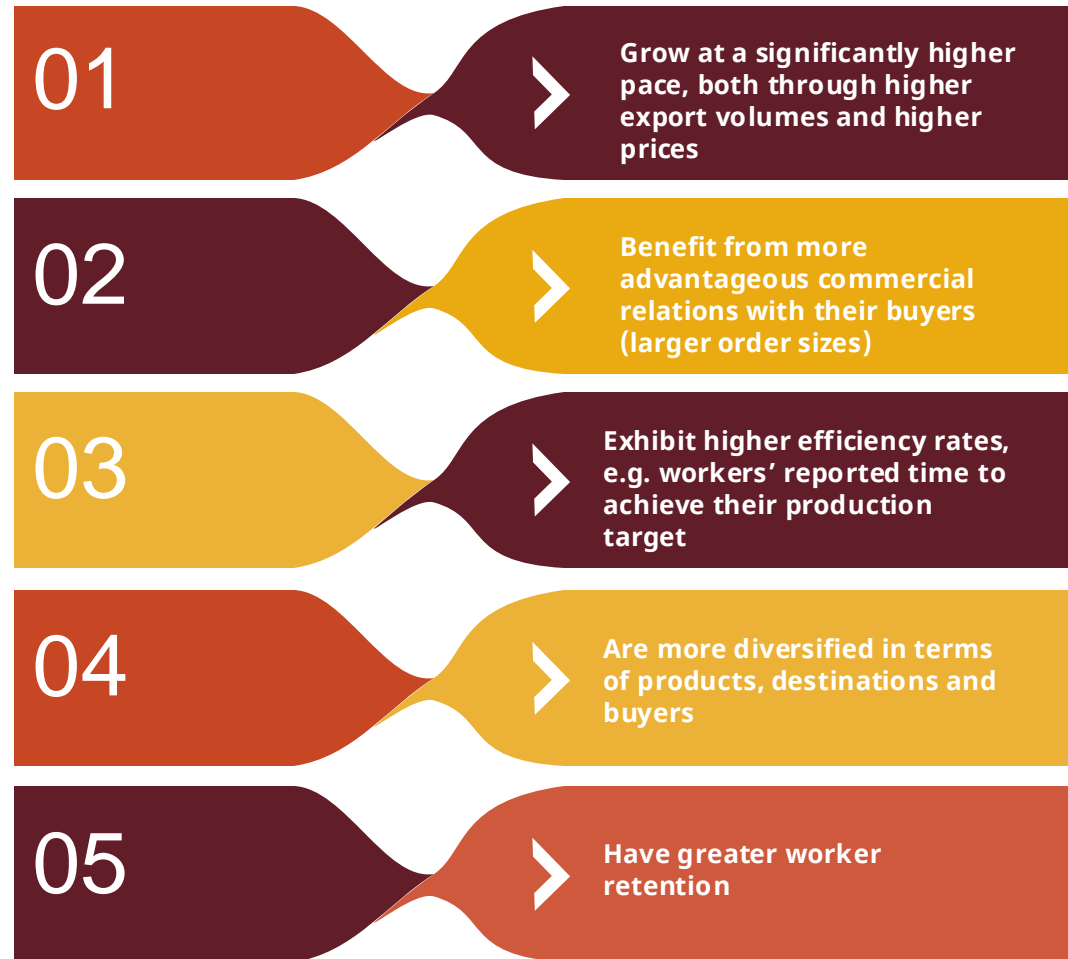 01
Grow at a significantly higher
pace, both through higher
export volumes and higher
prices
02
Benefit from more
advantageous commercial
relations with their buyers
(larger order sizes)
03
Exhibit higher efficiency rates,
e.g. workers’ reported time to
achieve their production
target
04
Are more diversified in terms
of products, destinations and
buyers
05
Have greater worker
retention